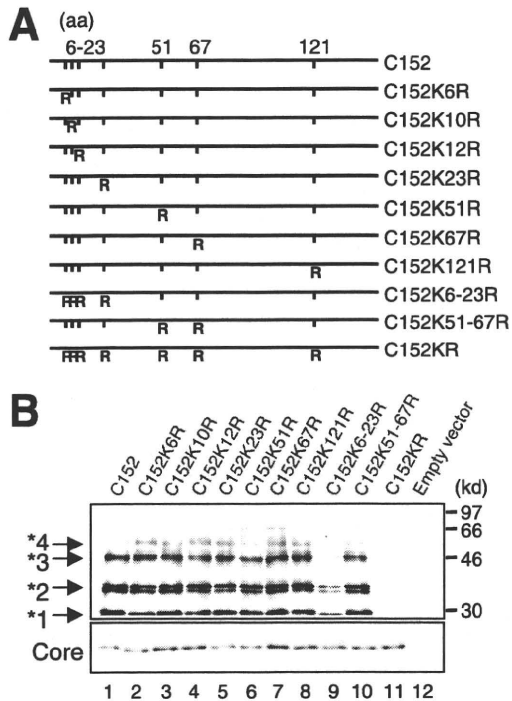 A (aa)
6-23 51 67 121
C152
R C152K6R
R C152K10R
R C152K12R
R C152K23R
R C152K51R
R C152K67R
R C152K121R
RRR R C152K6-23R
R R C152K51-67R
RRR R R R R C152KR
B
C152 C152K6R C152K10R C152K12R C152K23R C152K51R C152K67R C152K121R C152K6-23R C152K51-67R C152KR Empty vector
(kd)
97
*4 66
*3 46
*2
*1 30
Core
1 2 3 4 5 6 7 8 9 10 11 12